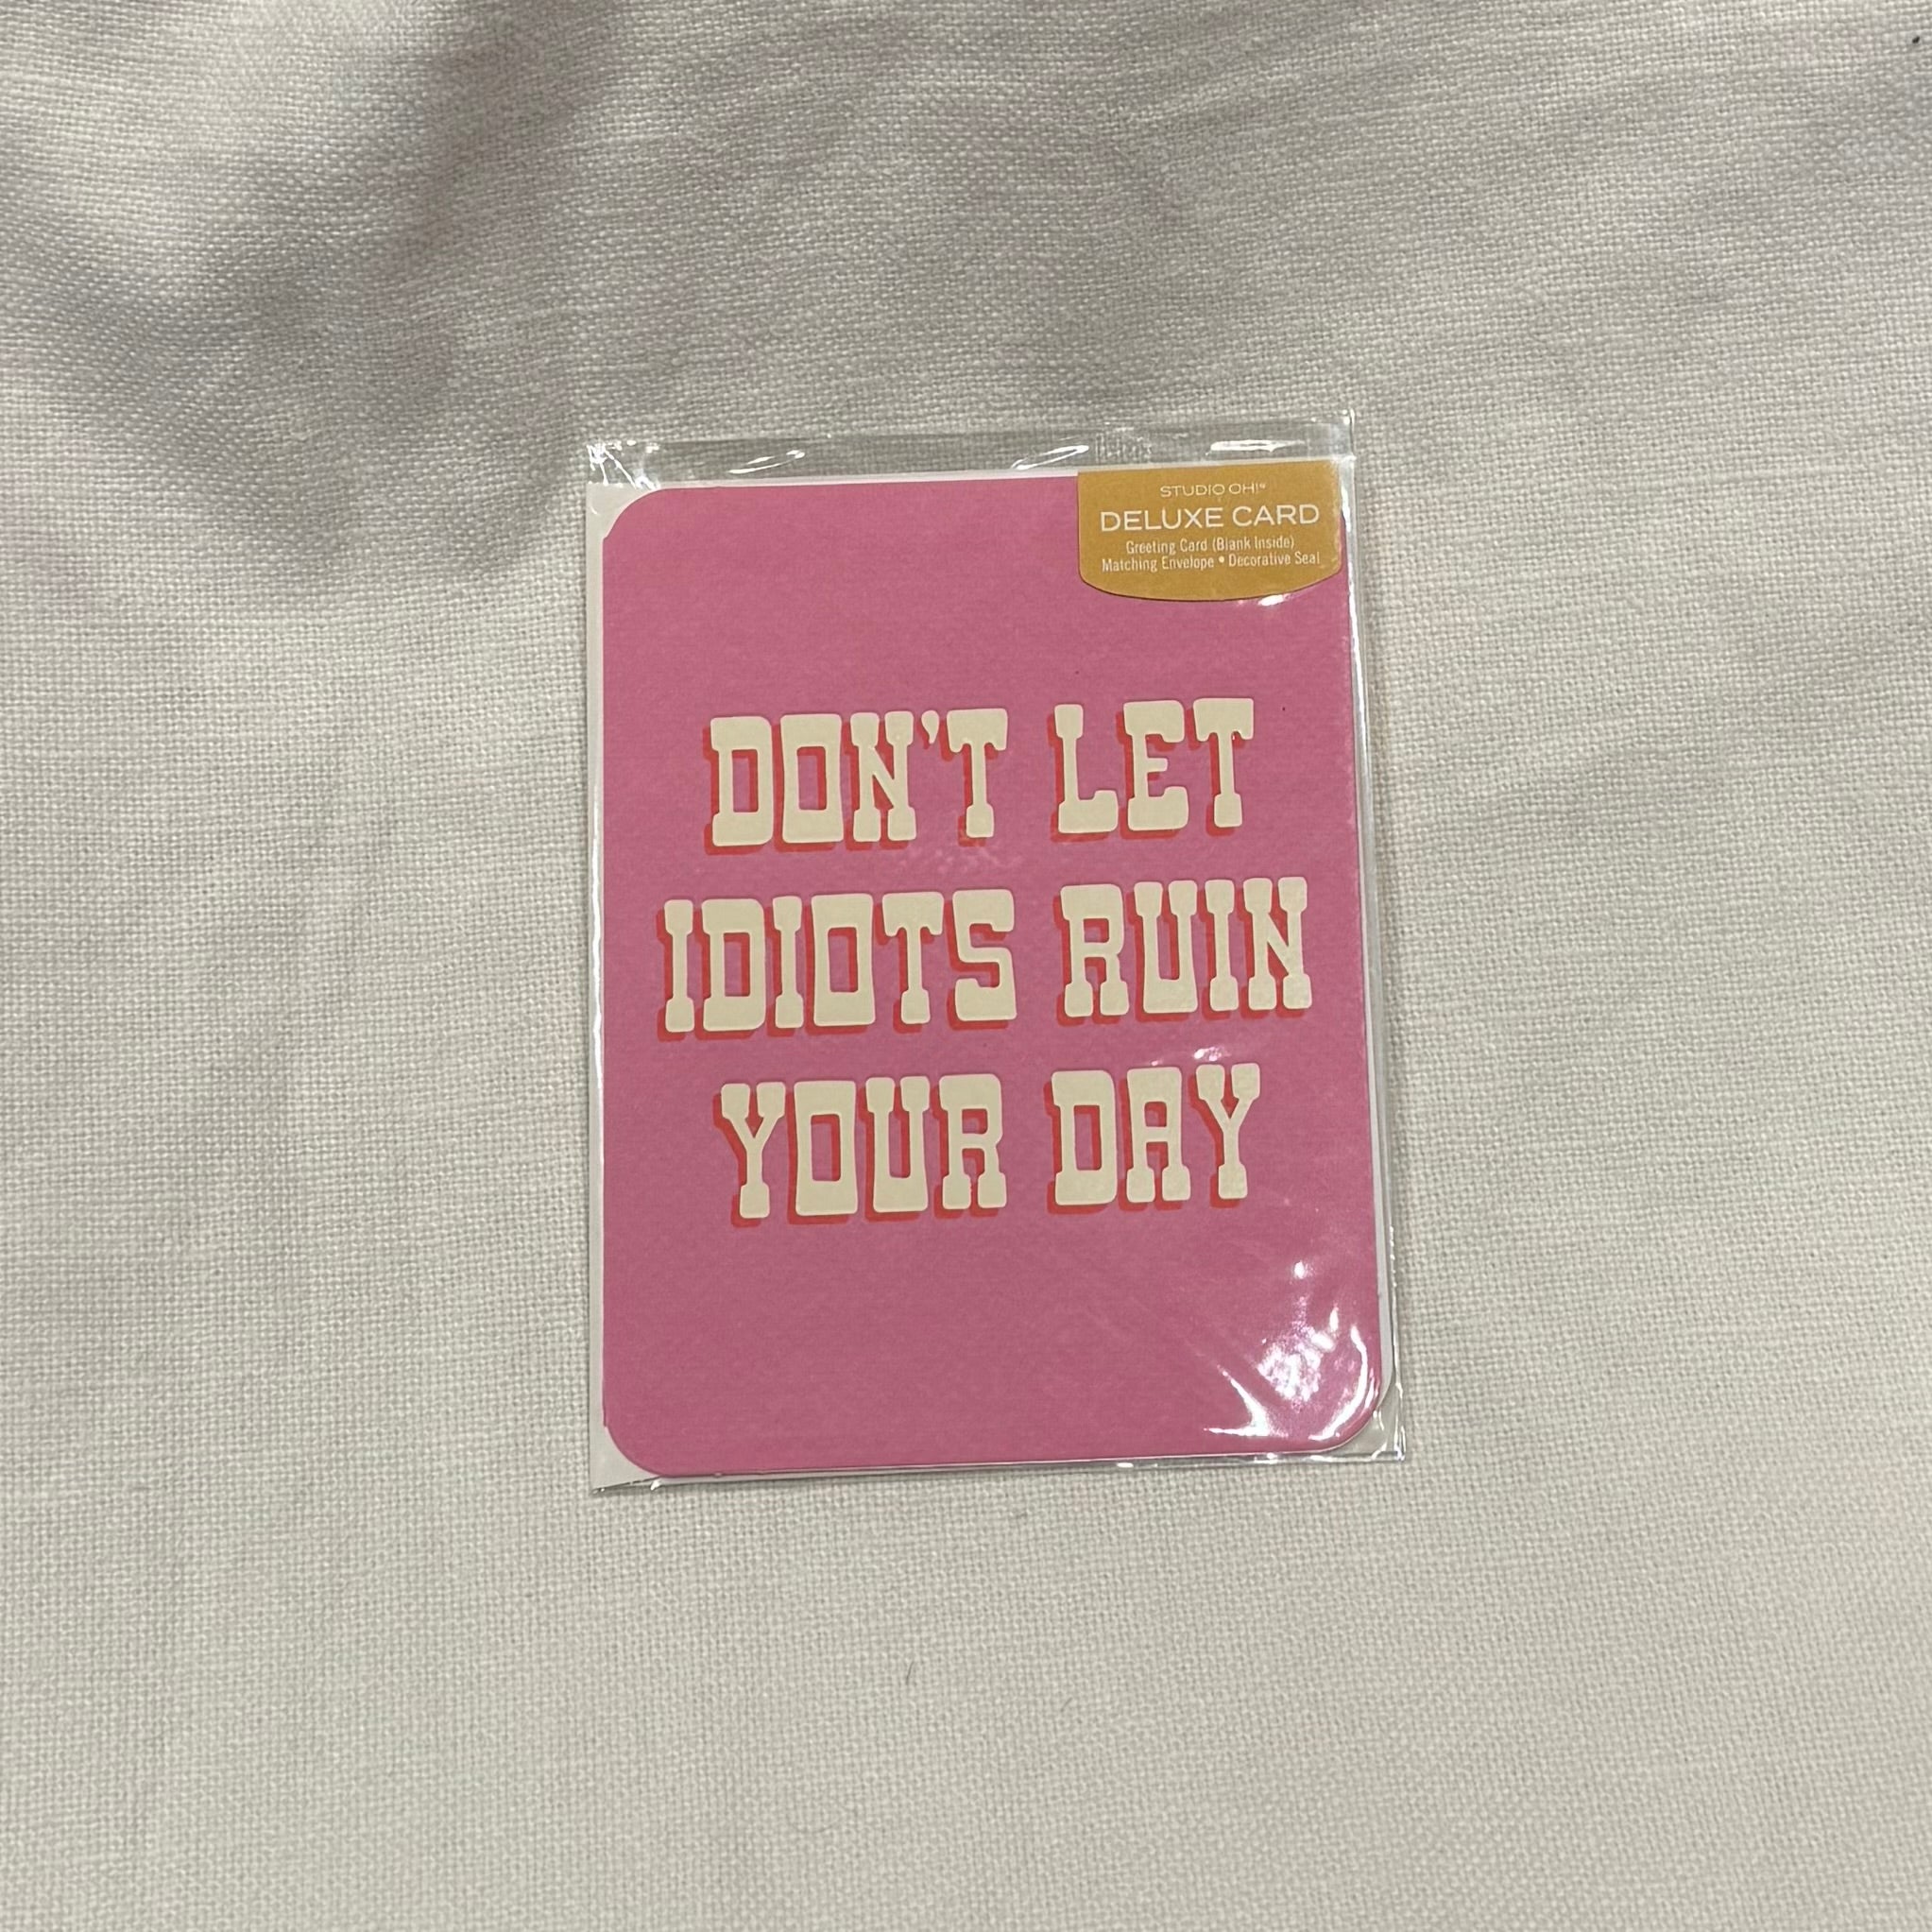 STUDIO OH!®
DELUXE CARD
Greeting Card (Blank Inside)
Matching Envelope • Decorative Seal
DON'T LET
IDIOTS RUIN
YOUR DAY